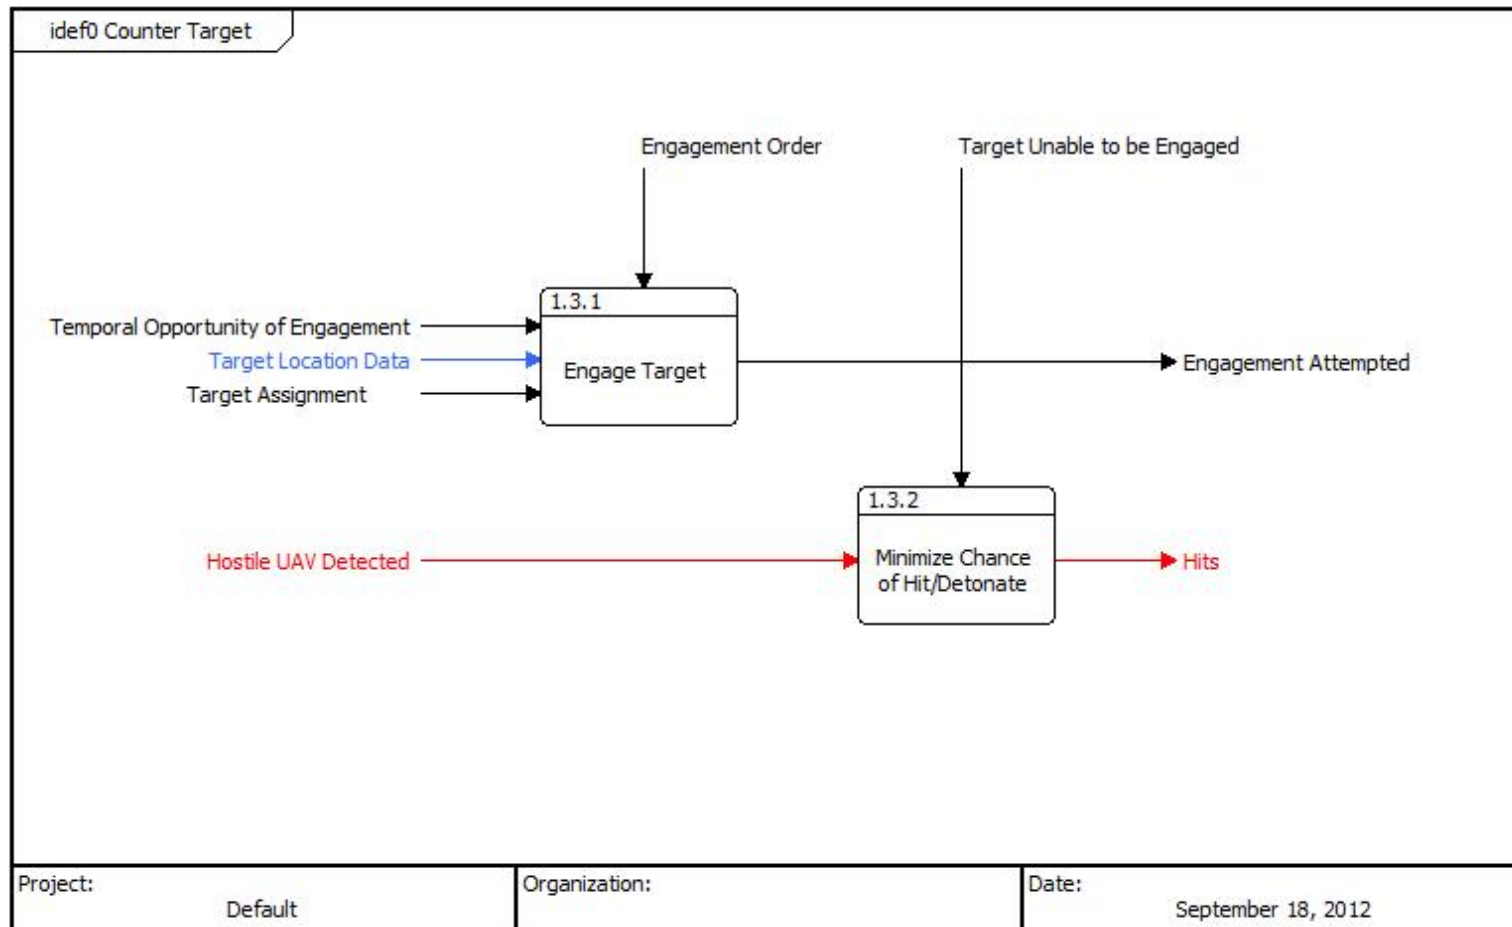 idef0 Counter Target
Engagement Order
Target Unable to be Engaged
1.3.1
Temporal Opportunity of Engagement
Target Location Data
Target Assignment
Engage Target
Engagement Attempted
1.3.2
Hostile UAV Detected
Minimize Chance
of Hit/Detonate
Hits
Project:
Default
Organization:
Date:
September 18, 2012